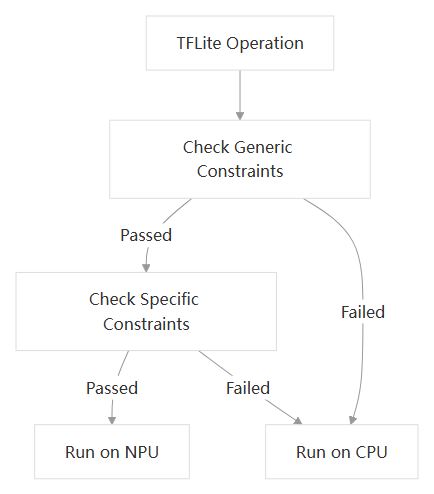 TFLite Operation
Check Generic
Constraints
Passed
Check Specific
Constraints
Failed
Passed
Failed
Run on NPU
Run on CPU